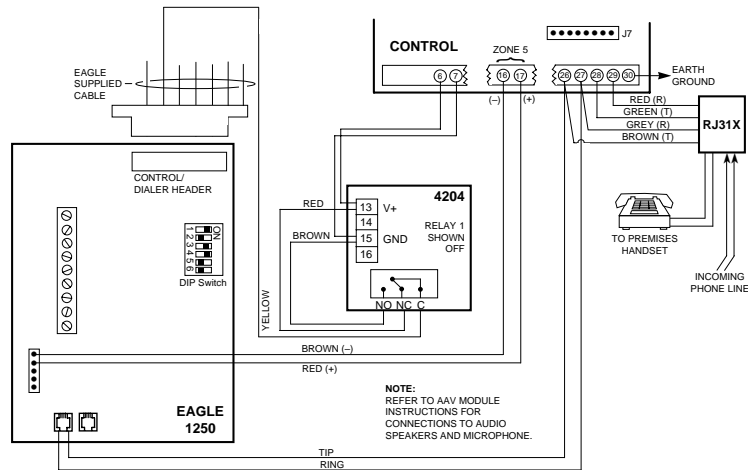 CONTROL
ZONE 5
J7
6 7 16 17 26 27 28 29 30
(–) (+)
EARTH
GROUND
EAGLE
SUPPLIED
CABLE
RED (R)
GREEN (T)
GREY (R)
BROWN (T)
RJ31X
CONTROL/
DIALER HEADER
ON
1 2 3 4 5 6
DIP Switch
4204
RED
13 V+
14
BROWN
15 GND
16
RELAY 1
SHOWN
OFF
NO NC C
YELLOW
TO PREMISES
HANDSET
INCOMING
PHONE LINE
BROWN (–)
RED (+)
NOTE:
REFER TO AAV MODULE
INSTRUCTIONS FOR
CONNECTIONS TO AUDIO
SPEAKERS AND MICROPHONE.
EAGLE
1250
TIP
RING